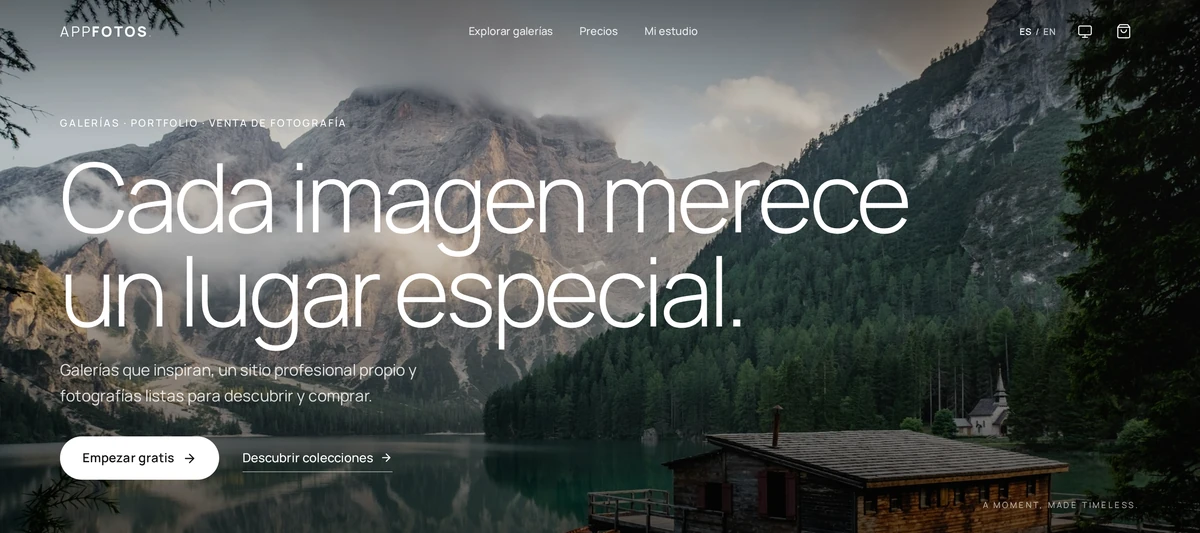 APPFOTOS
Explorar galerías
Precios
Mi estudio
ES / EN
GALERÍAS · PORTFOLIO · VENTA DE FOTOGRAFÍA
Cada imagen merece
un lugar especial.
Galerías que inspiran, un sitio profesional propio y
fotografías listas para descubrir y comprar.
Empezar gratis →
Descubrir colecciones →
A MOMENT, MADE TIMELESS.